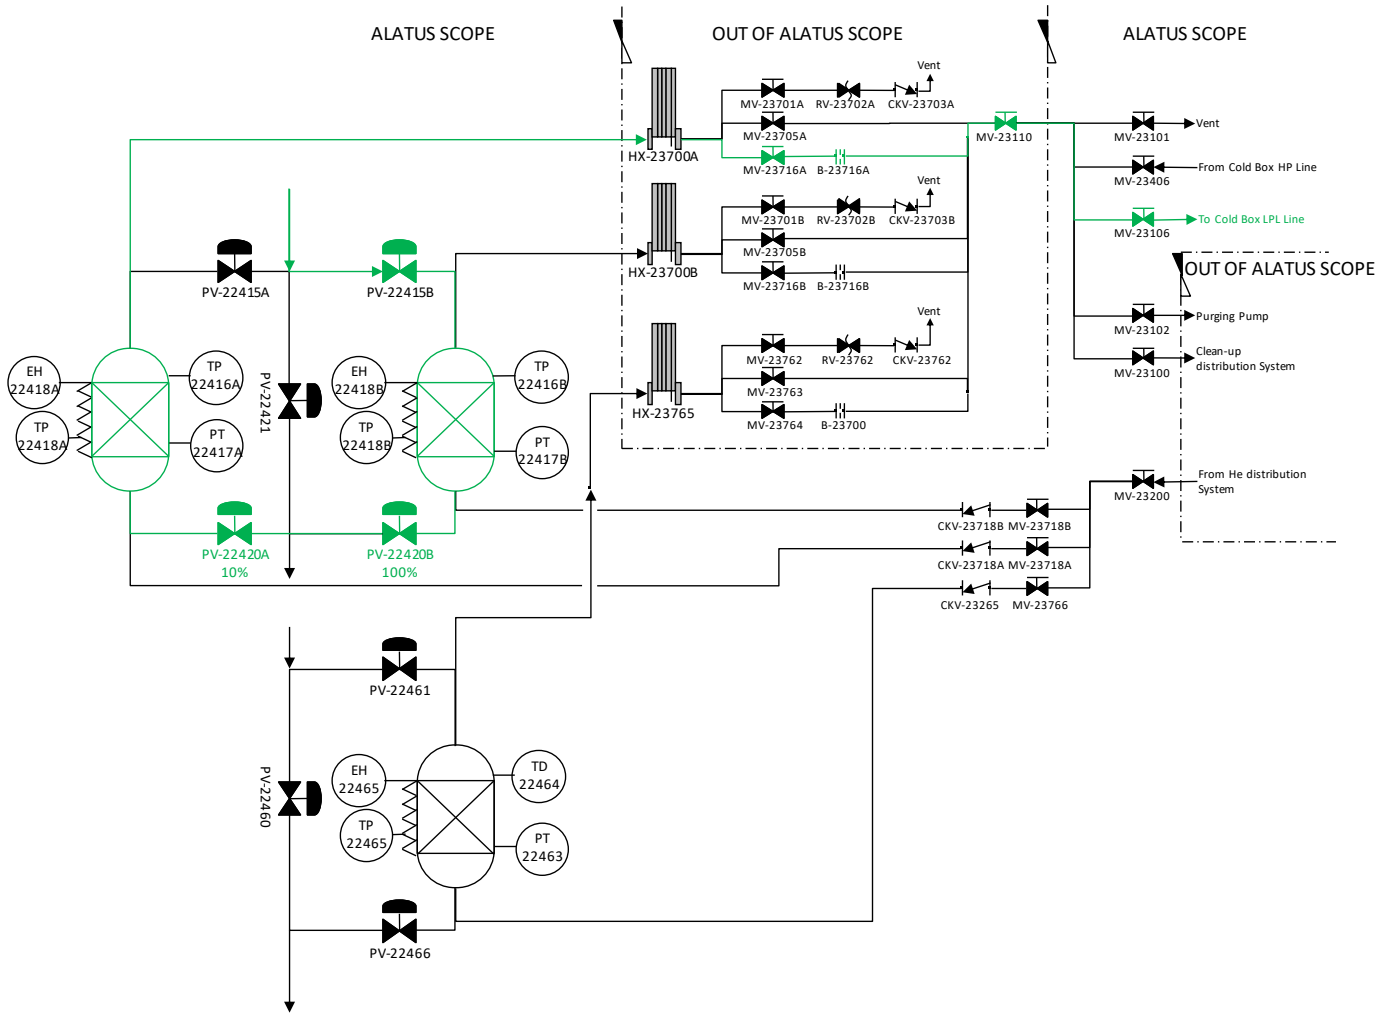 ALATUS SCOPE
OUT OF ALATUS SCOPE
ALATUS SCOPE
Vent
MV-23701A
RV-23702A
CKV-23703A
MV-23705A
HX-23700A
MV-23716A
B-23716A
MV-23110
MV-23101
Vent
MV-23406
From Cold Box HP Line
MV-23106
To Cold Box LPL Line
Vent
MV-23701B
RV-23702B
CKV-23703B
MV-23705B
HX-23700B
MV-23716B
B-23716B
OUT OF ALATUS SCOPE
PV-22415A
PV-22415B
MV-23102
Purging Pump
MV-23100
Clean-up
distribution System
Vent
MV-23762
RV-23762
CKV-23762
MV-23763
HX-23765
MV-23764
B-23700
EH
22418A
TP
22416A
TP
22418A
PT
22417A
PV-22421
EH
22418B
TP
22416B
TP
22418B
PT
22417B
From He distribution
System
MV-23200
CKV-23718B
MV-23718B
CKV-23718A
MV-23718A
CKV-23265
MV-23766
PV-22420A
10%
PV-22420B
100%
PV-22461
PV-22460
EH
22465
TD
22464
TP
22465
PT
22463
PV-22466